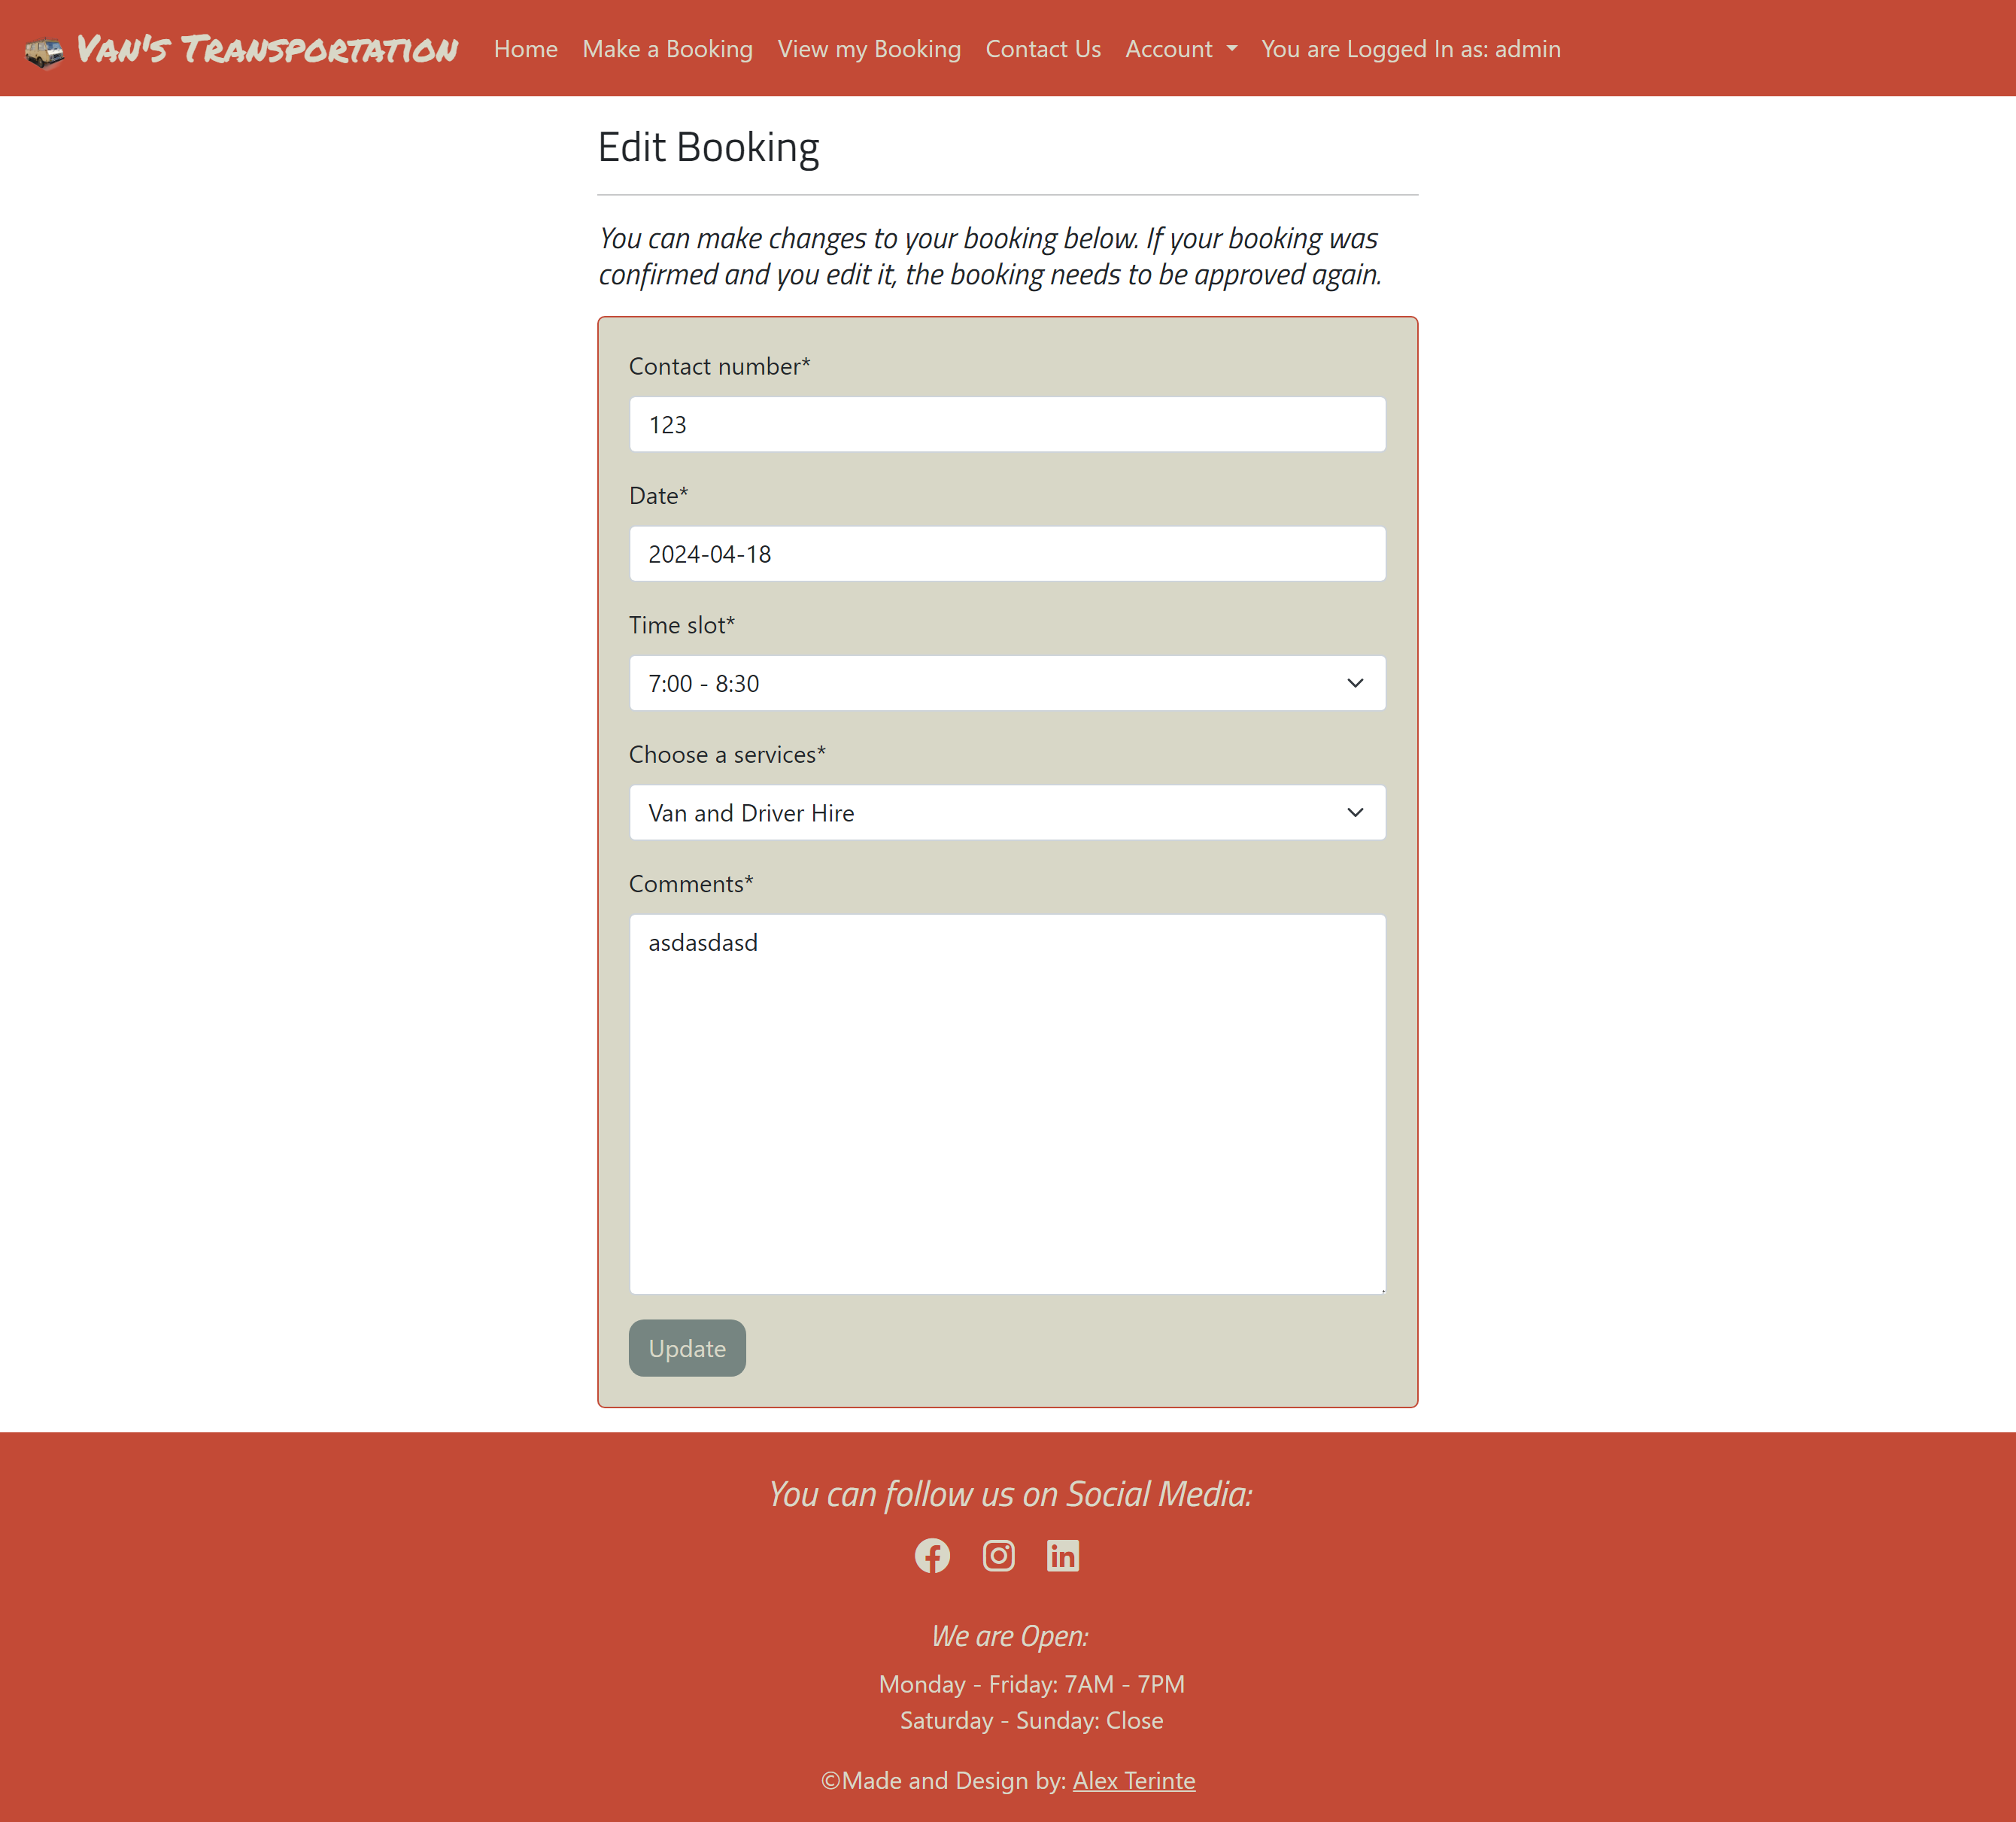 Van's Transportation Home Make a Booking View my Booking Contact Us Account You are Logged In as: admin
Edit Booking
You can make changes to your booking below. If your booking was
confirmed and you edit it, the booking needs to be approved again.
Contact number*
123
Date*
2024-04-18
Time slot*
7:00 - 8:30
Choose a services*
Van and Driver Hire
Comments*
asdasdasd
Update
You can follow us on Social Media:
We are Open:
Monday - Friday: 7AM - 7PM
Saturday - Sunday: Close
©Made and Design by: Alex Terinte